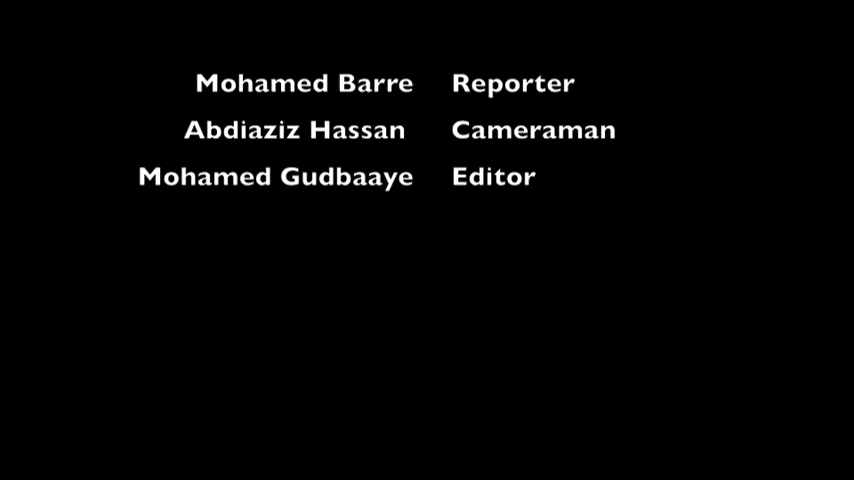 Mohamed Barre Reporter
Abdiaziz Hassan Cameraman
Mohamed Gudbaaye Editor